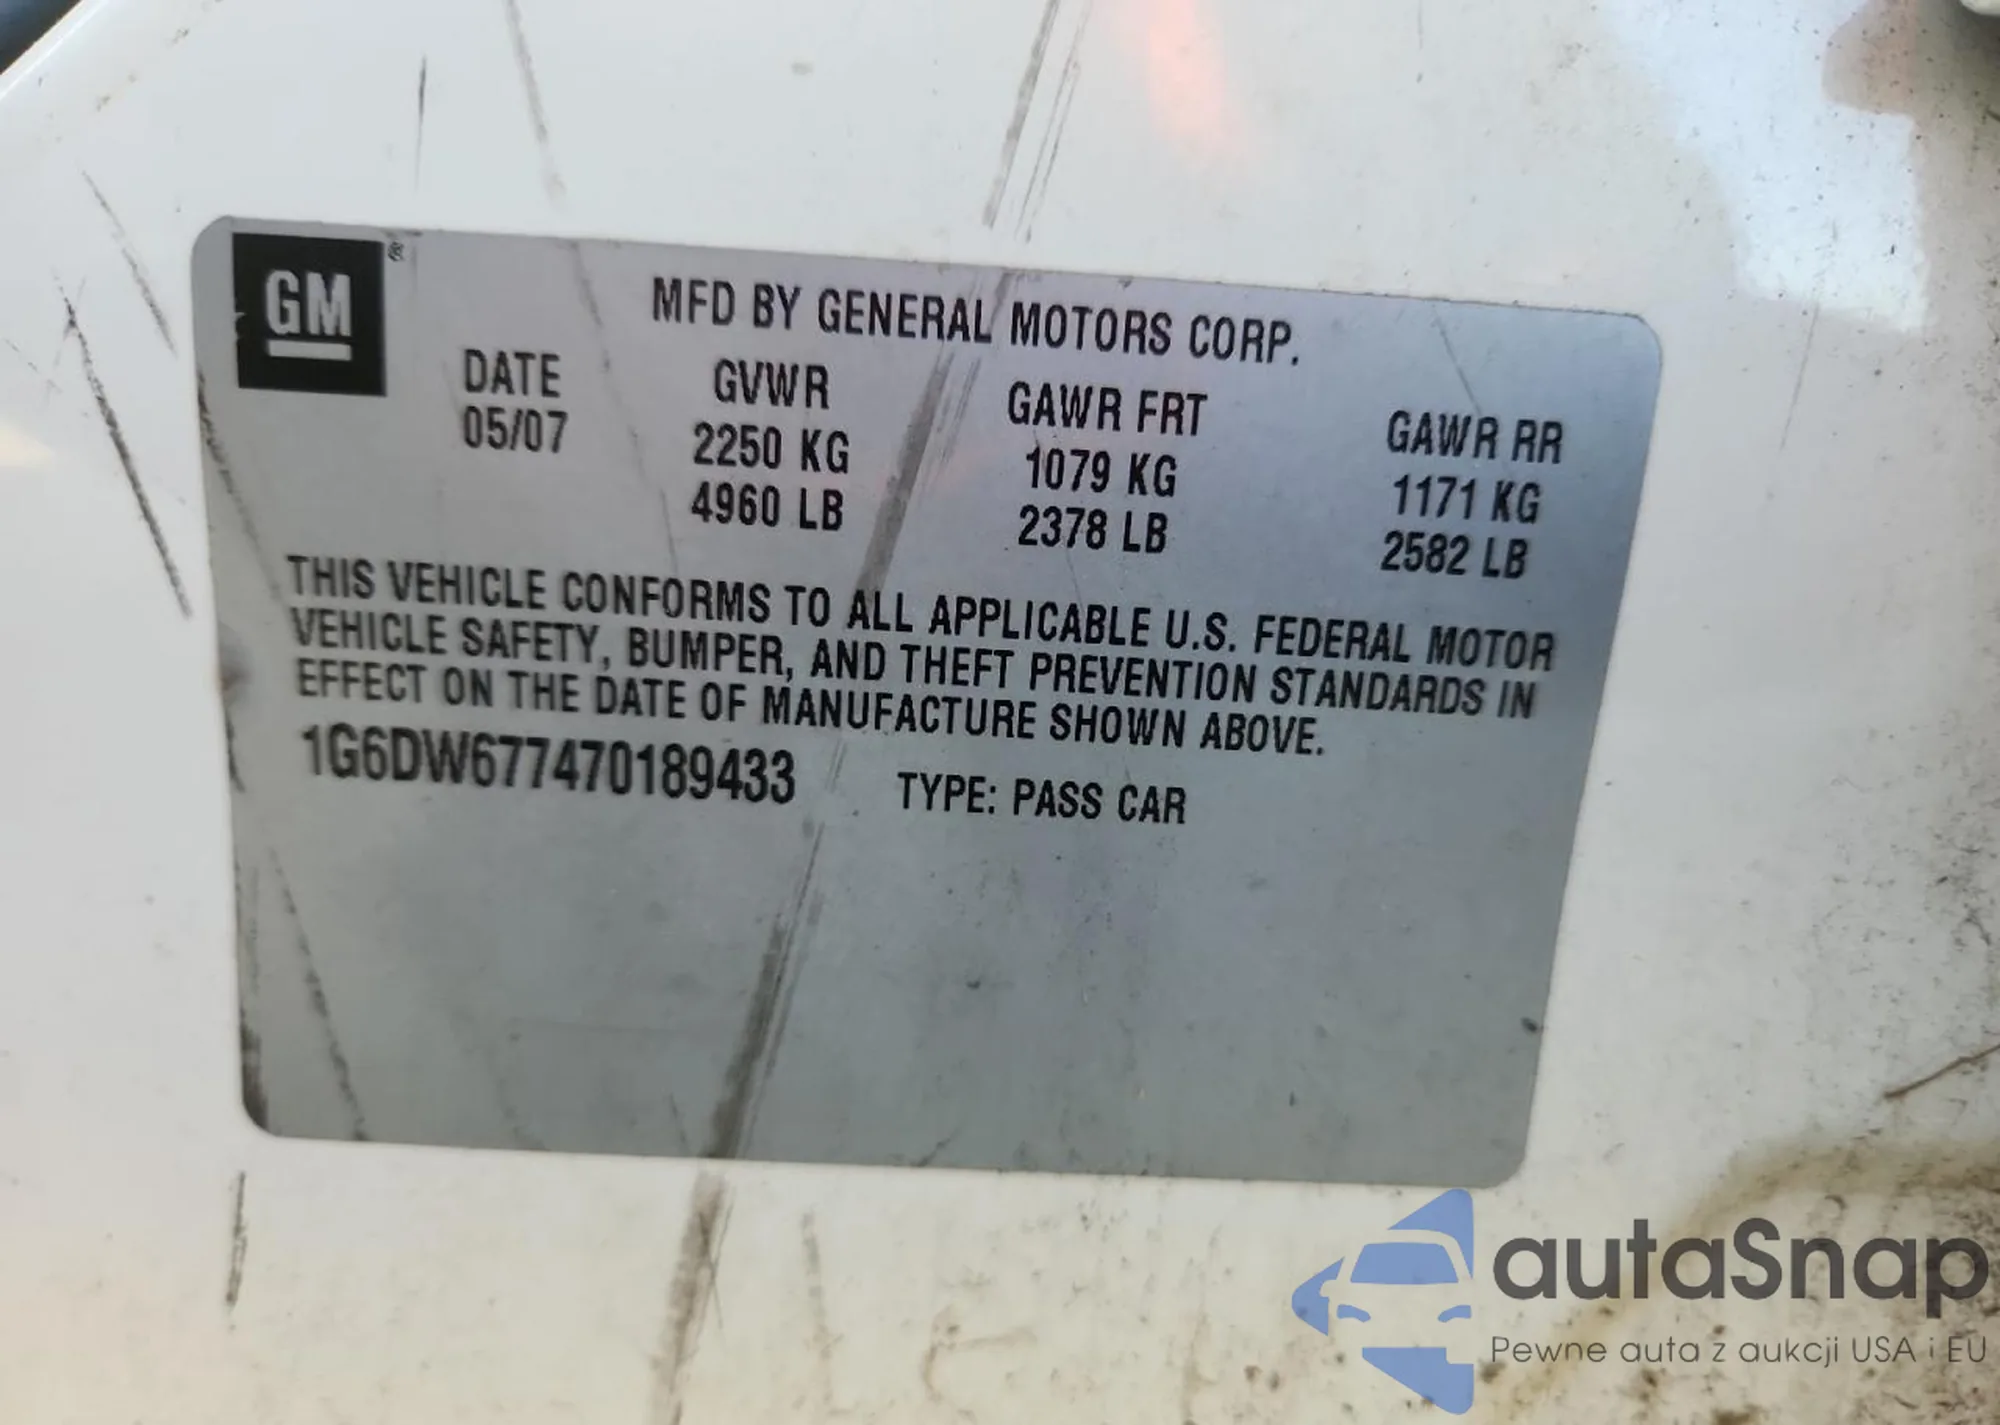 GM ®
MFD BY GENERAL MOTORS CORP.
DATE GVWR GAWR FRT GAWR RR
05/07 2250 KG 1079 KG 1171 KG
4960 LB 2378 LB 2582 LB
THIS VEHICLE CONFORMS TO ALL APPLICABLE U.S. FEDERAL MOTOR
VEHICLE SAFETY, BUMPER, AND THEFT PREVENTION STANDARDS IN
EFFECT ON THE DATE OF MANUFACTURE SHOWN ABOVE.
1G6DW677470189433 TYPE: PASS CAR
autaSnap
Pewne auta z aukcji USA i EU